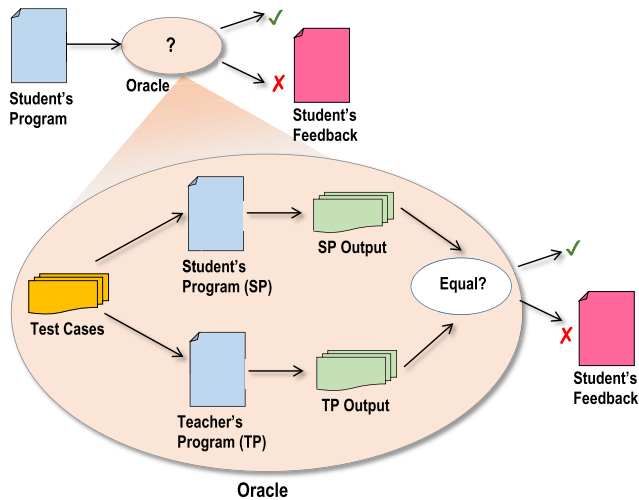 ?
Oracle
Student's
Program
Student's
Feedback
Student's
Program (SP)
SP Output
Test Cases
Equal?
Teacher's
Program (TP)
TP Output
Student's
Feedback
Oracle